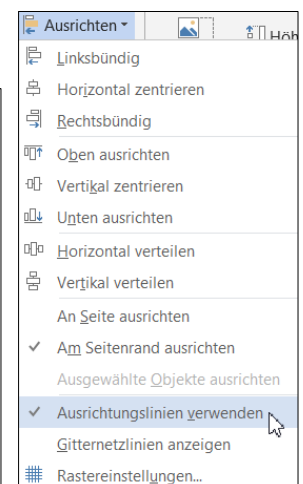 Ausrichten
Höh
Linksbündig
Horizontal zentrieren
Rechtsbündig
Oben ausrichten
Vertikal zentrieren
Unten ausrichten
Horizontal verteilen
Vertikal verteilen
An Seite ausrichten
Am Seitenrand ausrichten
Ausgewählte Objekte ausrichten
Ausrichtungslinien verwenden
Gitternetzlinien anzeigen
Rastereinstellungen...